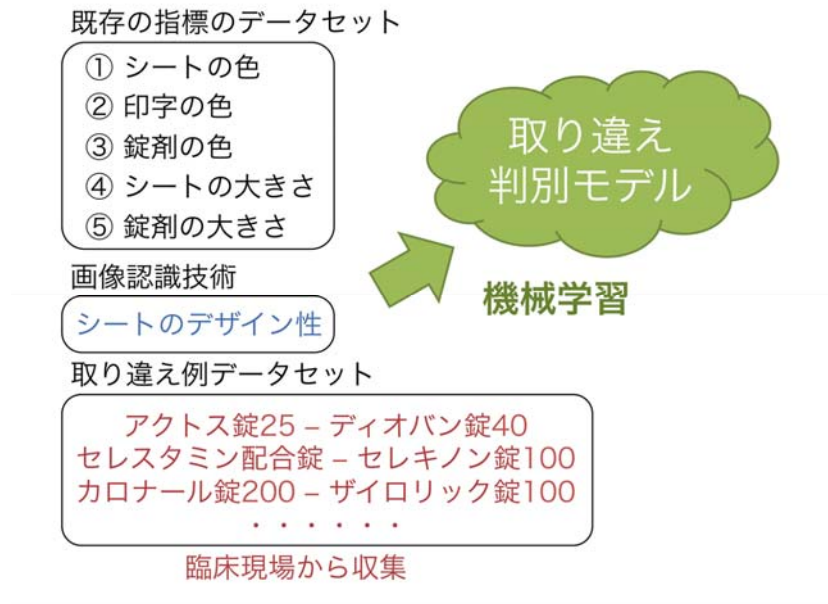 既存の指標のデータセット
① シートの色
② 印字の色
③ 錠剤の色
④ シートの大きさ
⑤ 錠剤の大きさ
画像認識技術
シートのデザイン性
取り違え例データセット
アクトス錠25 – ディオバン錠40
セレスタミン配合錠 – セレキノン錠100
カロナール錠200 – ザイロリック錠100
・・・・・・
臨床現場から収集
取り違え
判別モデル
機械学習